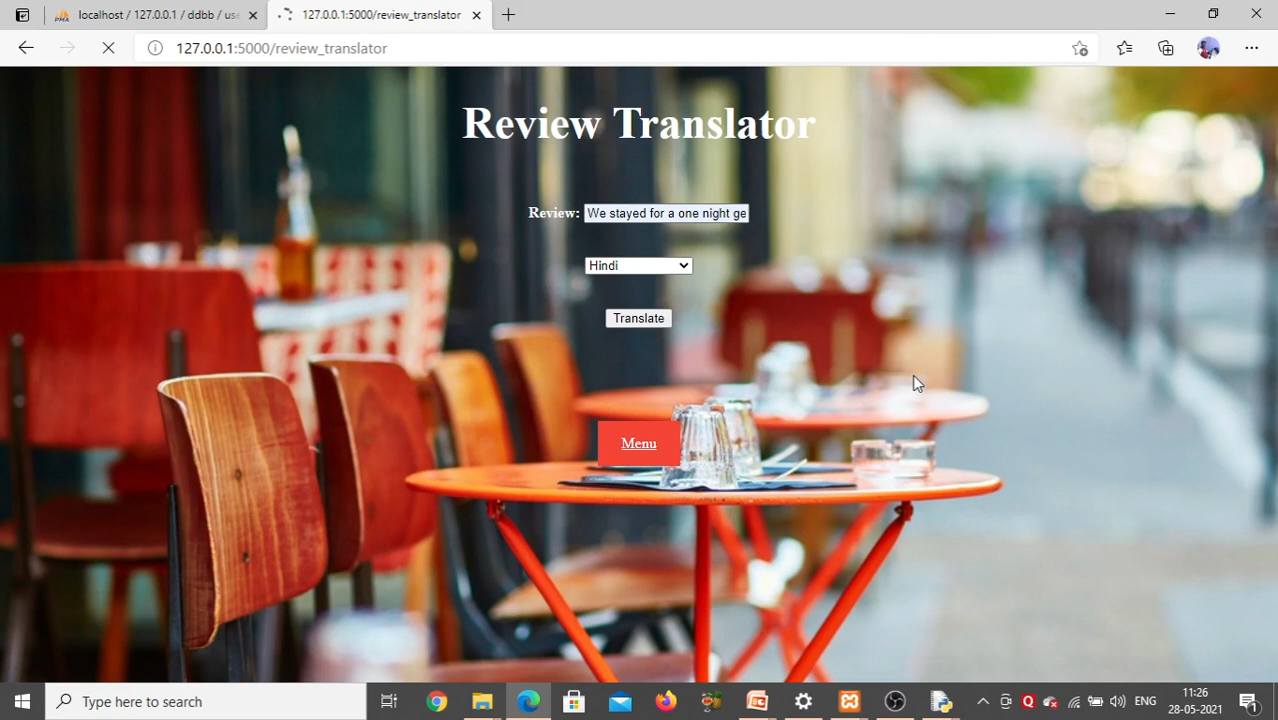 localhost / 127.0.0.1 / ddbb / use
127.0.0.1:5000/review_translator
127.0.0.1:5000/review_translator
Review Translator
Review: We stayed for a one night ge
Hindi
Translate
Menu
Type here to search
ENG
11:26
28-05-2021